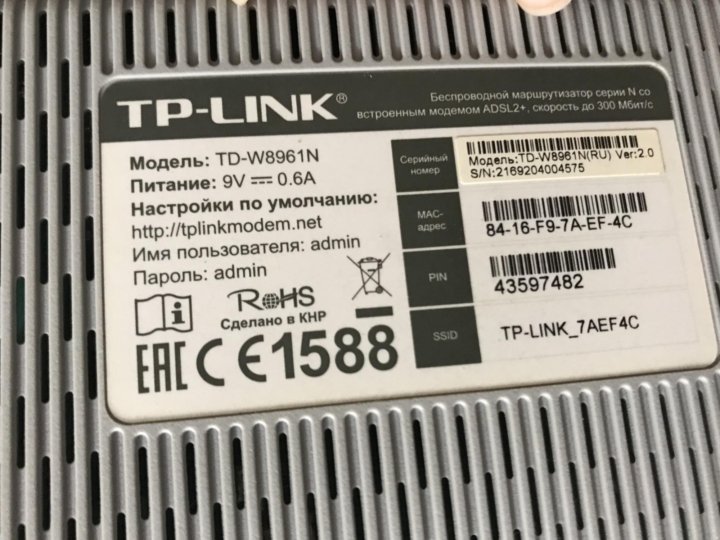 TP-LINK®
Беспроводной маршрутизатор серии N со
встроенным модемом ADSL2+, скорость до 300 Мбит/с
Модель: TD-W8961N
Питание: 9V ⎓ 0.6A
Настройки по умолчанию:
http://tplinkmodem.net
Имя пользователя: admin
Пароль: admin
RoHS
Сделано в КНР
EAC CE1588
Серийный
номер
Модель:TD-W8961N(RU) Ver:2.0
S/N:2169204004575
MAC-
адрес
84-16-F9-7A-EF-4C
PIN
43597482
SSID
TP-LINK_7AEF4C